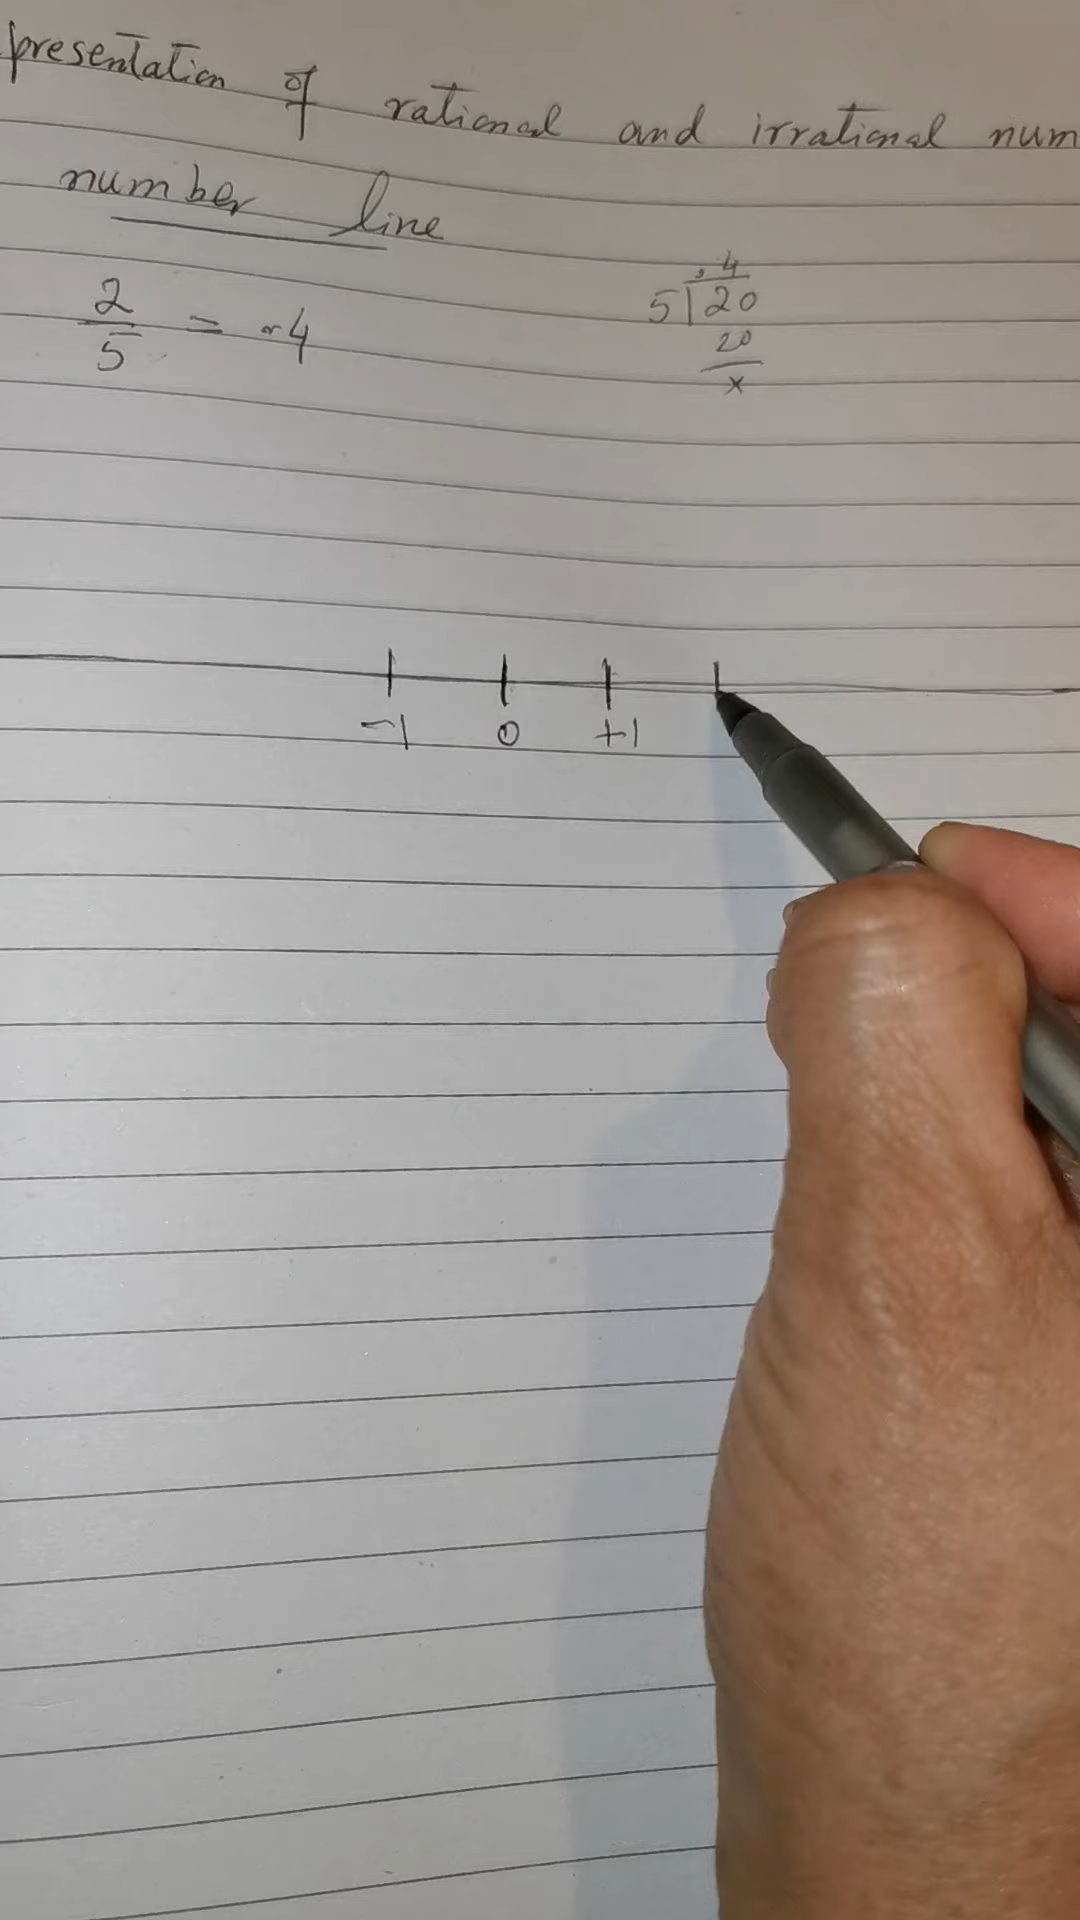 presentation of rational and irrational num
number line
2/5 = .4
.4
5|20
20
x
-1 0 +1